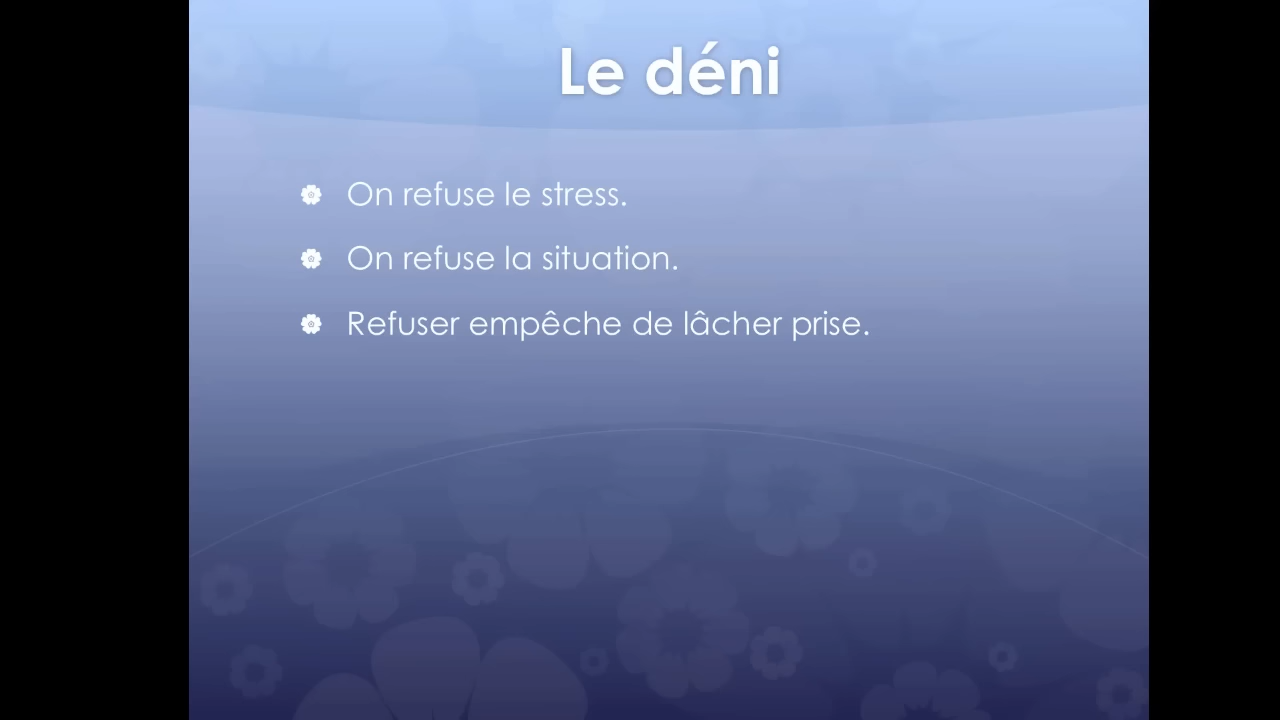 Le déni
On refuse le stress.
On refuse la situation.
Refuser empêche de lâcher prise.